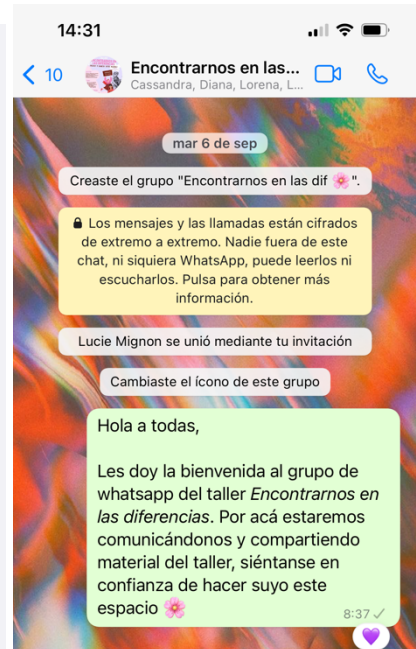 14:31
10
Encontrarnos en las...
Cassandra, Diana, Lorena, L...
mar 6 de sep
Creaste el grupo "Encontrarnos en las dif 🌸".
🔒 Los mensajes y las llamadas están cifrados
de extremo a extremo. Nadie fuera de este
chat, ni siquiera WhatsApp, puede leerlos ni
escucharlos. Pulsa para obtener más
información.
Lucie Mignon se unió mediante tu invitación
Cambiaste el ícono de este grupo
Hola a todas,
Les doy la bienvenida al grupo de
whatsapp del taller Encontrarnos en
las diferencias. Por acá estaremos
comunicándonos y compartiendo
material del taller, siéntanse en
confianza de hacer suyo este
espacio 🌸
8:37 ✓
💜